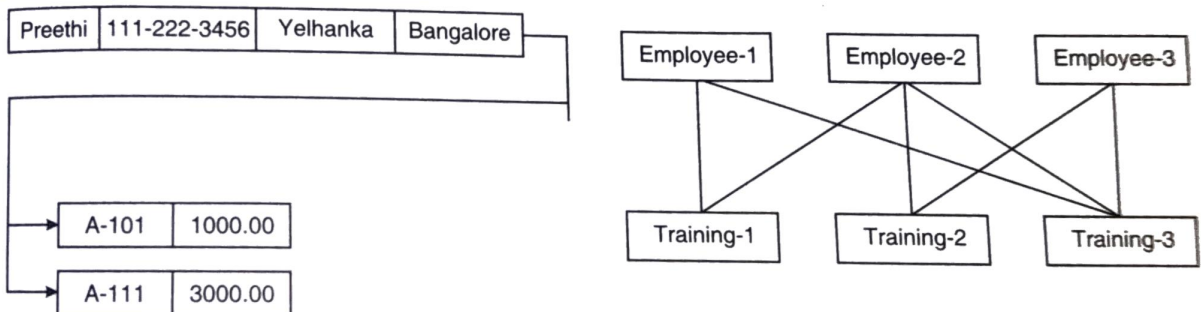 Preethi 111-222-3456 Yelhanka Bangalore
A-101 1000.00
A-111 3000.00
Employee-1 Employee-2 Employee-3
Training-1 Training-2 Training-3